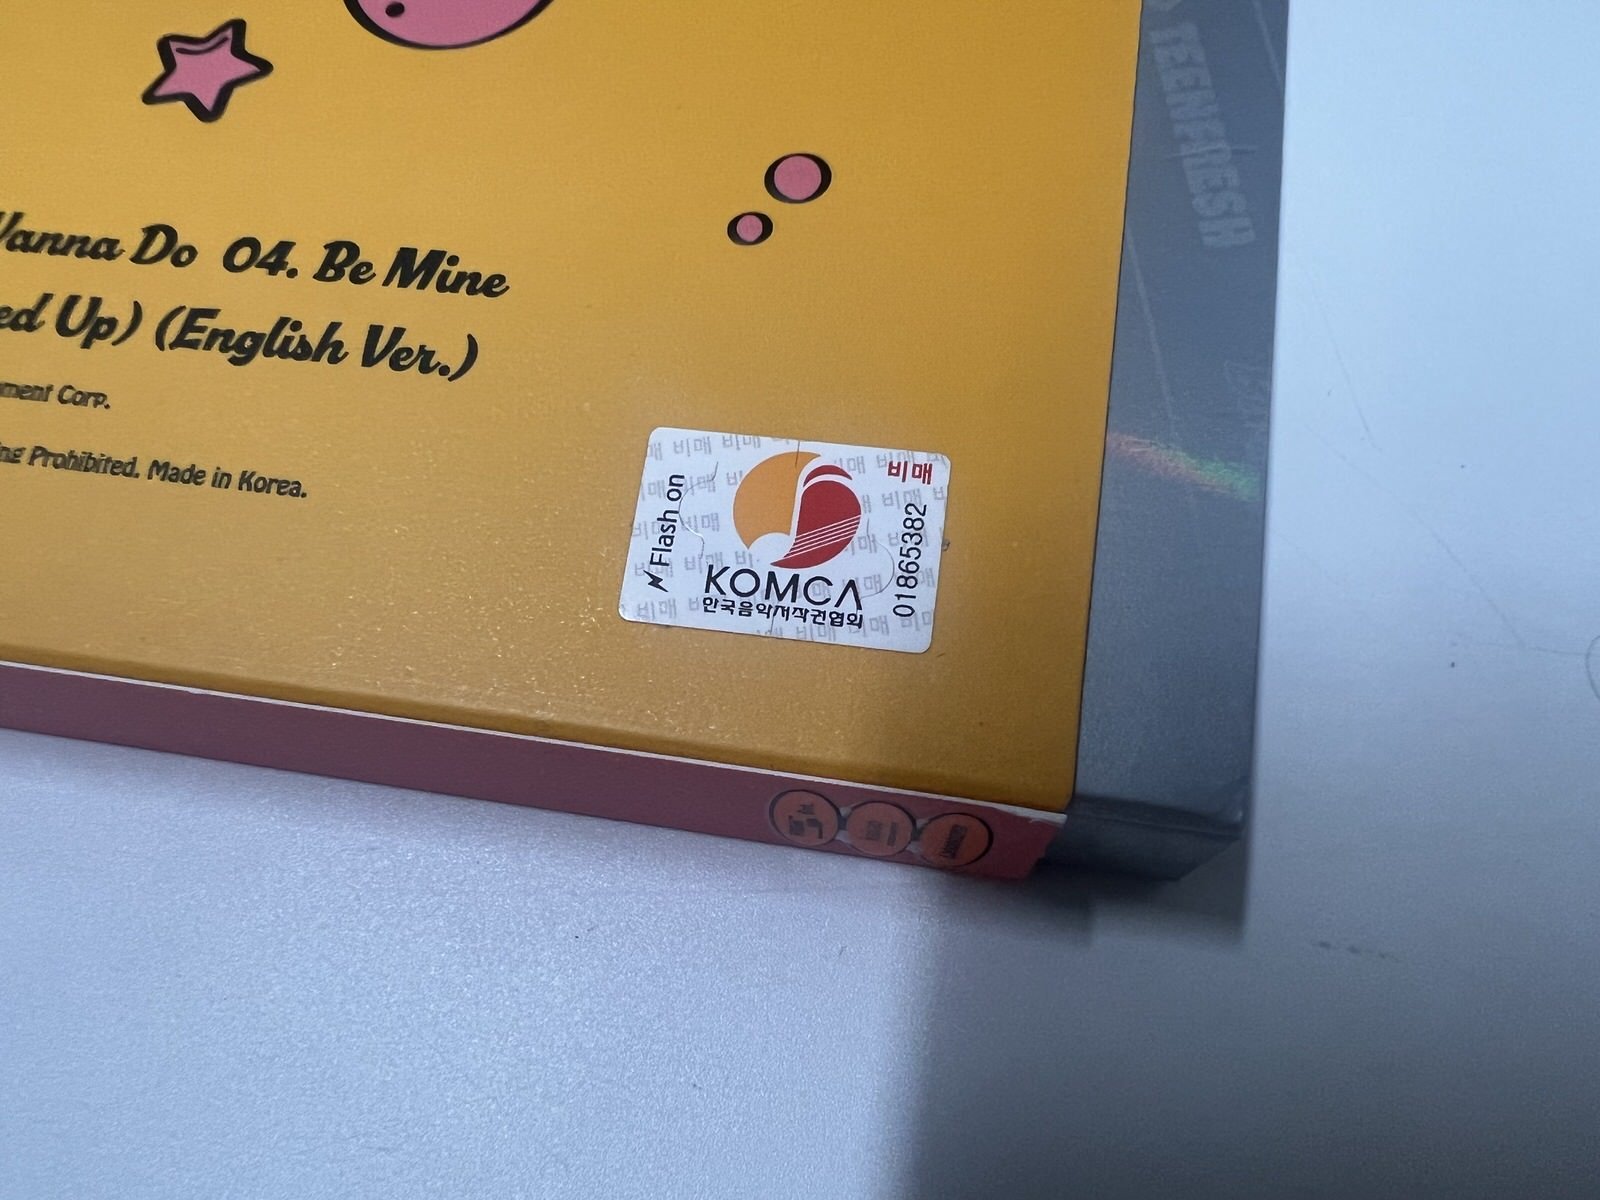 Wanna Do 04. Be Mine
ed Up) (English Ver.)
ment Corp.
ng Prohibited. Made in Korea.
TEENFRESH
Flash on
비매
01865382
KOMCA
한국음악저작권협회